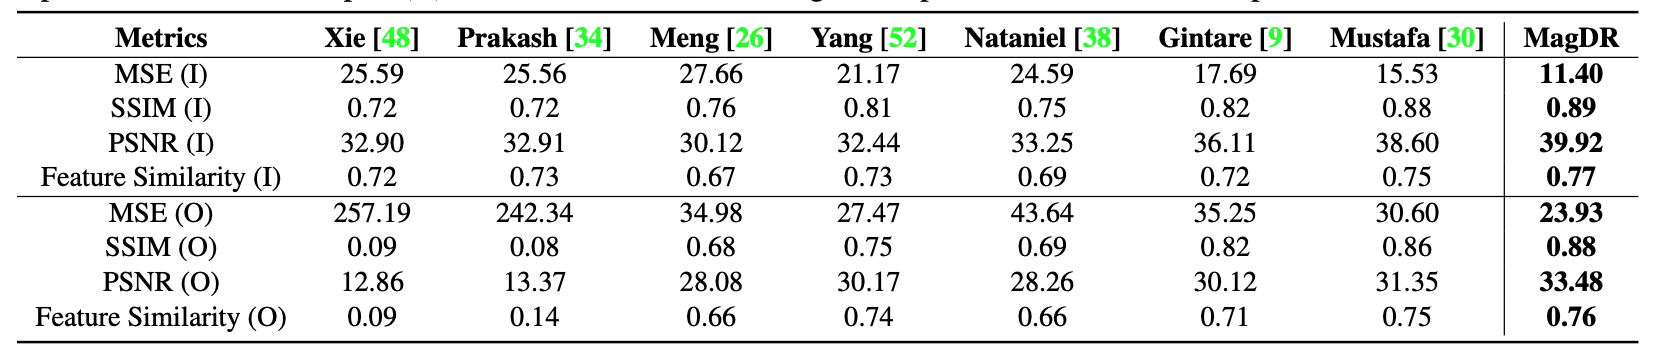 Metrics Xie [48] Prakash [34] Meng [26] Yang [52] Nataniel [38] Gintare [9] Mustafa [30] MagDR
MSE (I) 25.59 25.56 27.66 21.17 24.59 17.69 15.53 11.40
SSIM (I) 0.72 0.72 0.76 0.81 0.75 0.82 0.88 0.89
PSNR (I) 32.90 32.91 30.12 32.44 33.25 36.11 38.60 39.92
Feature Similarity (I) 0.72 0.73 0.67 0.73 0.69 0.72 0.75 0.77
MSE (O) 257.19 242.34 34.98 27.47 43.64 35.25 30.60 23.93
SSIM (O) 0.09 0.08 0.68 0.75 0.69 0.82 0.86 0.88
PSNR (O) 12.86 13.37 28.08 30.17 28.26 30.12 31.35 33.48
Feature Similarity (O) 0.09 0.14 0.66 0.74 0.66 0.71 0.75 0.76